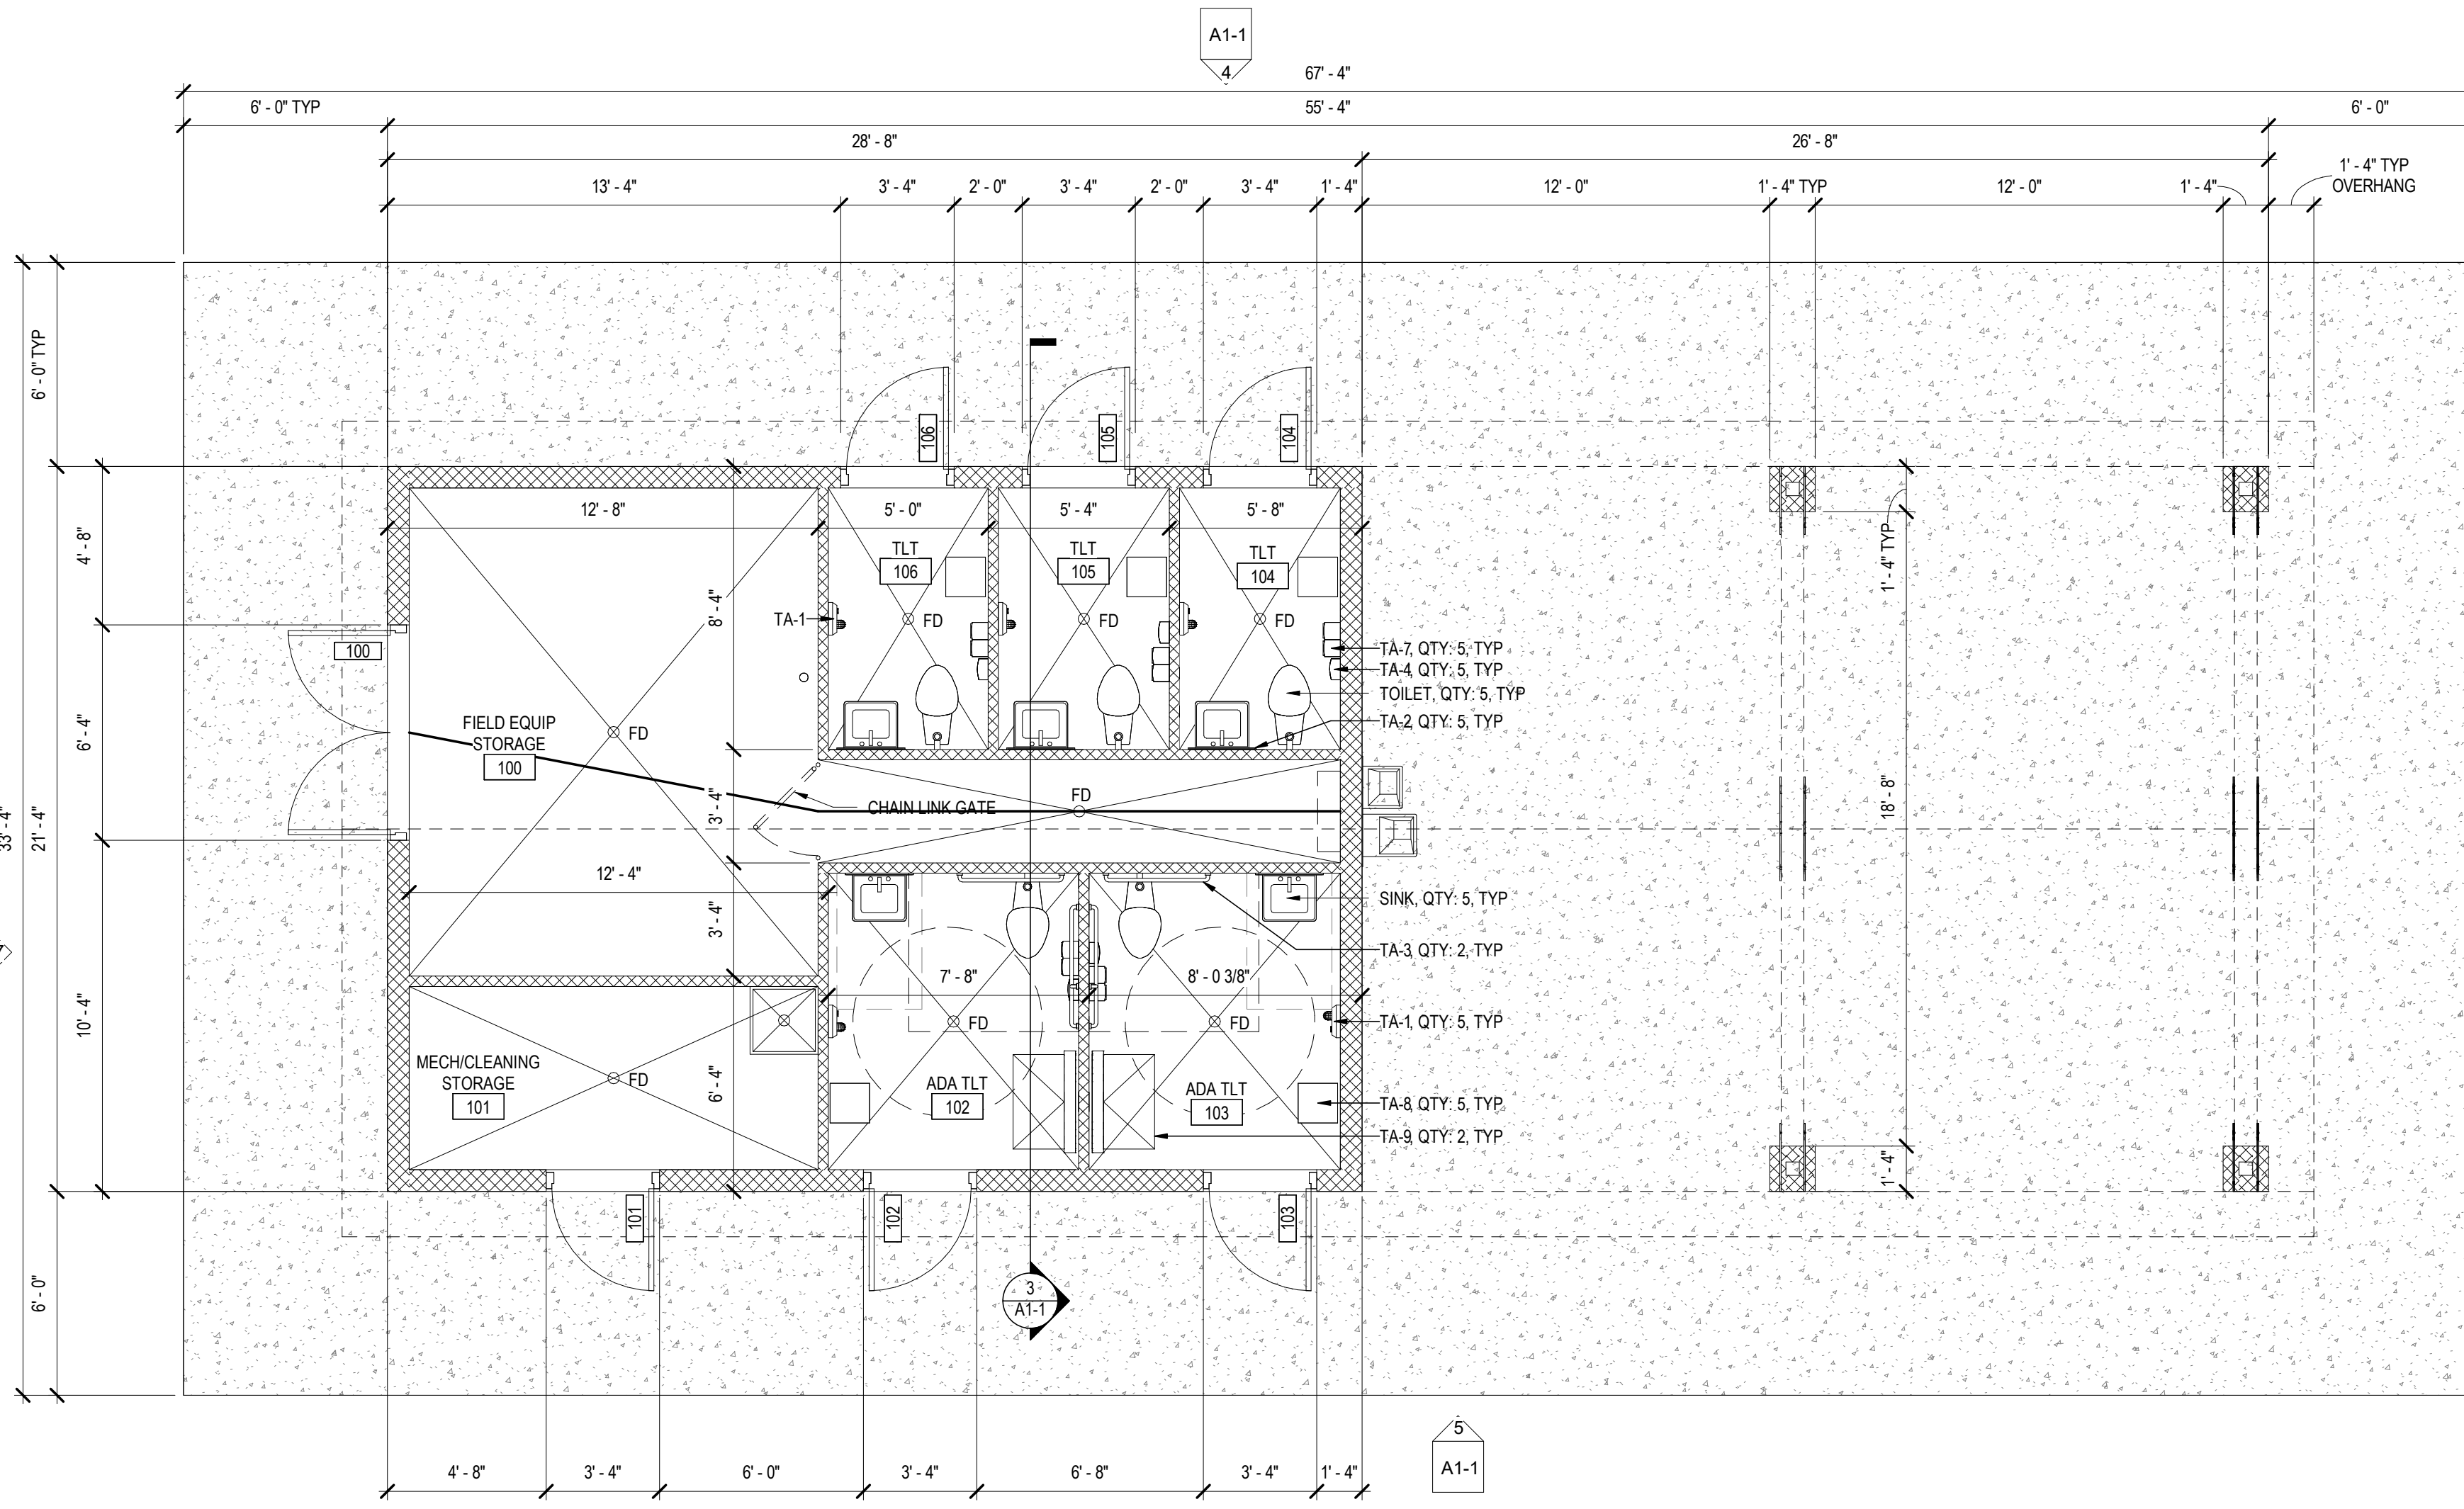 A1-1
4
67' - 4"
6' - 0" TYP
55' - 4"
6' - 0"
28' - 8"
26' - 8"
13' - 4"
3' - 4"
2' - 0"
3' - 4"
2' - 0"
3' - 4"
1' - 4"
12' - 0"
1' - 4" TYP
12' - 0"
1' - 4"
1' - 4" TYP
OVERHANG
6' - 0" TYP
4' - 8"
6' - 4"
33' - 4"
21' - 4"
10' - 4"
6' - 0"
106
105
104
12' - 8"
5' - 0"
5' - 4"
5' - 8"
TLT
106
TLT
105
TLT
104
8' - 4"
TA-1
FD
FD
FD
1' - 4" TYP
100
TA-7, QTY: 5, TYP
TA-4, QTY: 5, TYP
TOILET, QTY: 5, TYP
TA-2, QTY: 5, TYP
FIELD EQUIP
STORAGE
100
FD
3' - 4"
CHAIN LINK GATE
FD
18' - 8"
12' - 4"
3' - 4"
SINK, QTY: 5, TYP
TA-3, QTY: 2, TYP
7' - 8"
8' - 0 3/8"
FD
FD
TA-1, QTY: 5, TYP
MECH/CLEANING
STORAGE
101
FD
6' - 4"
ADA TLT
102
ADA TLT
103
TA-8, QTY: 5, TYP
TA-9, QTY: 2, TYP
1' - 4"
101
102
103
3
A1-1
5
A1-1
4' - 8"
3' - 4"
6' - 0"
3' - 4"
6' - 8"
3' - 4"
1' - 4"